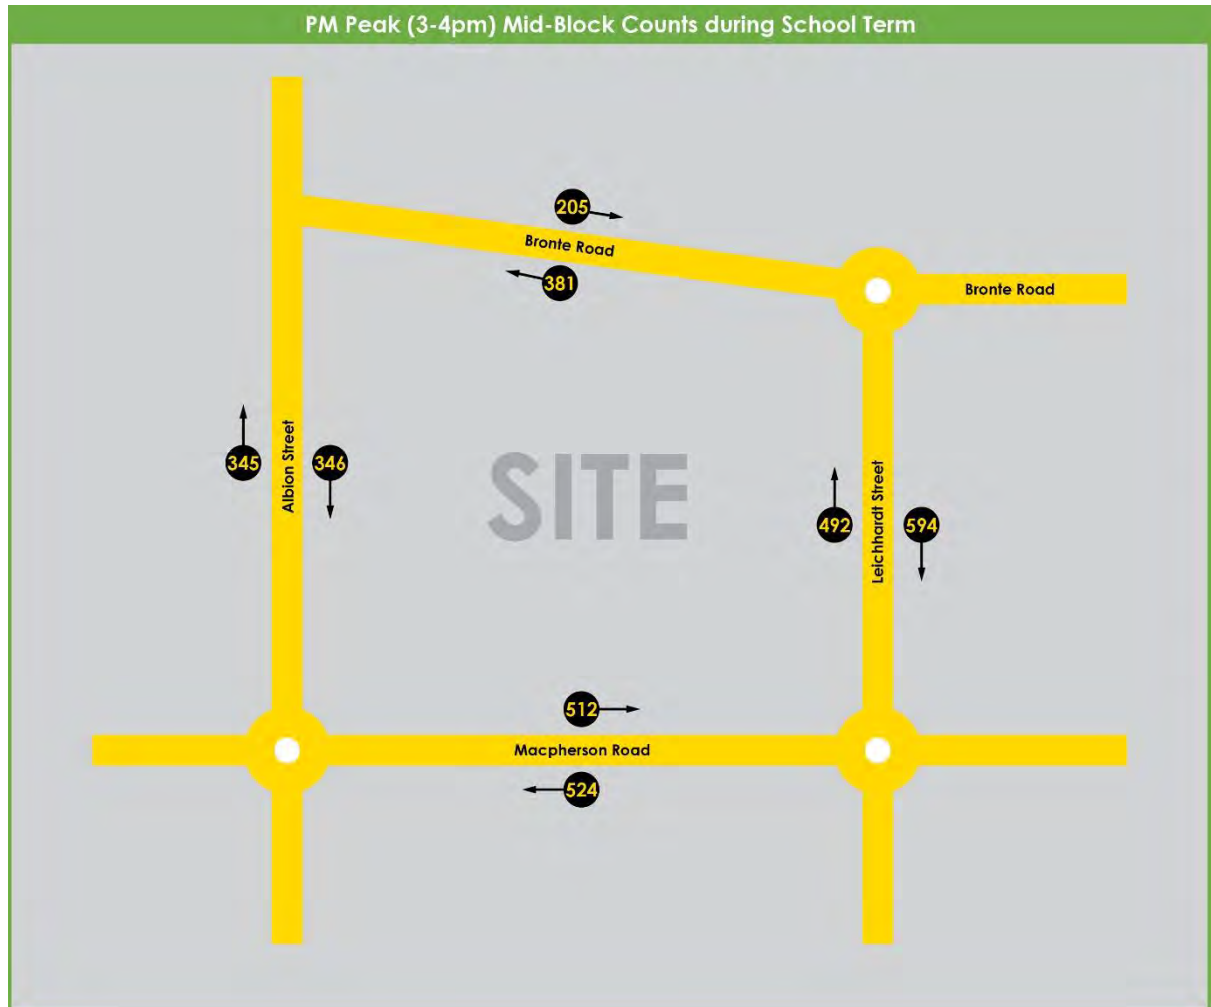 PM Peak (3-4pm) Mid-Block Counts during School Term
205
Bronte Road
381
Bronte Road
Albion Street
345
346
SITE
492
Leichhardt Street
594
512
Macpherson Road
524